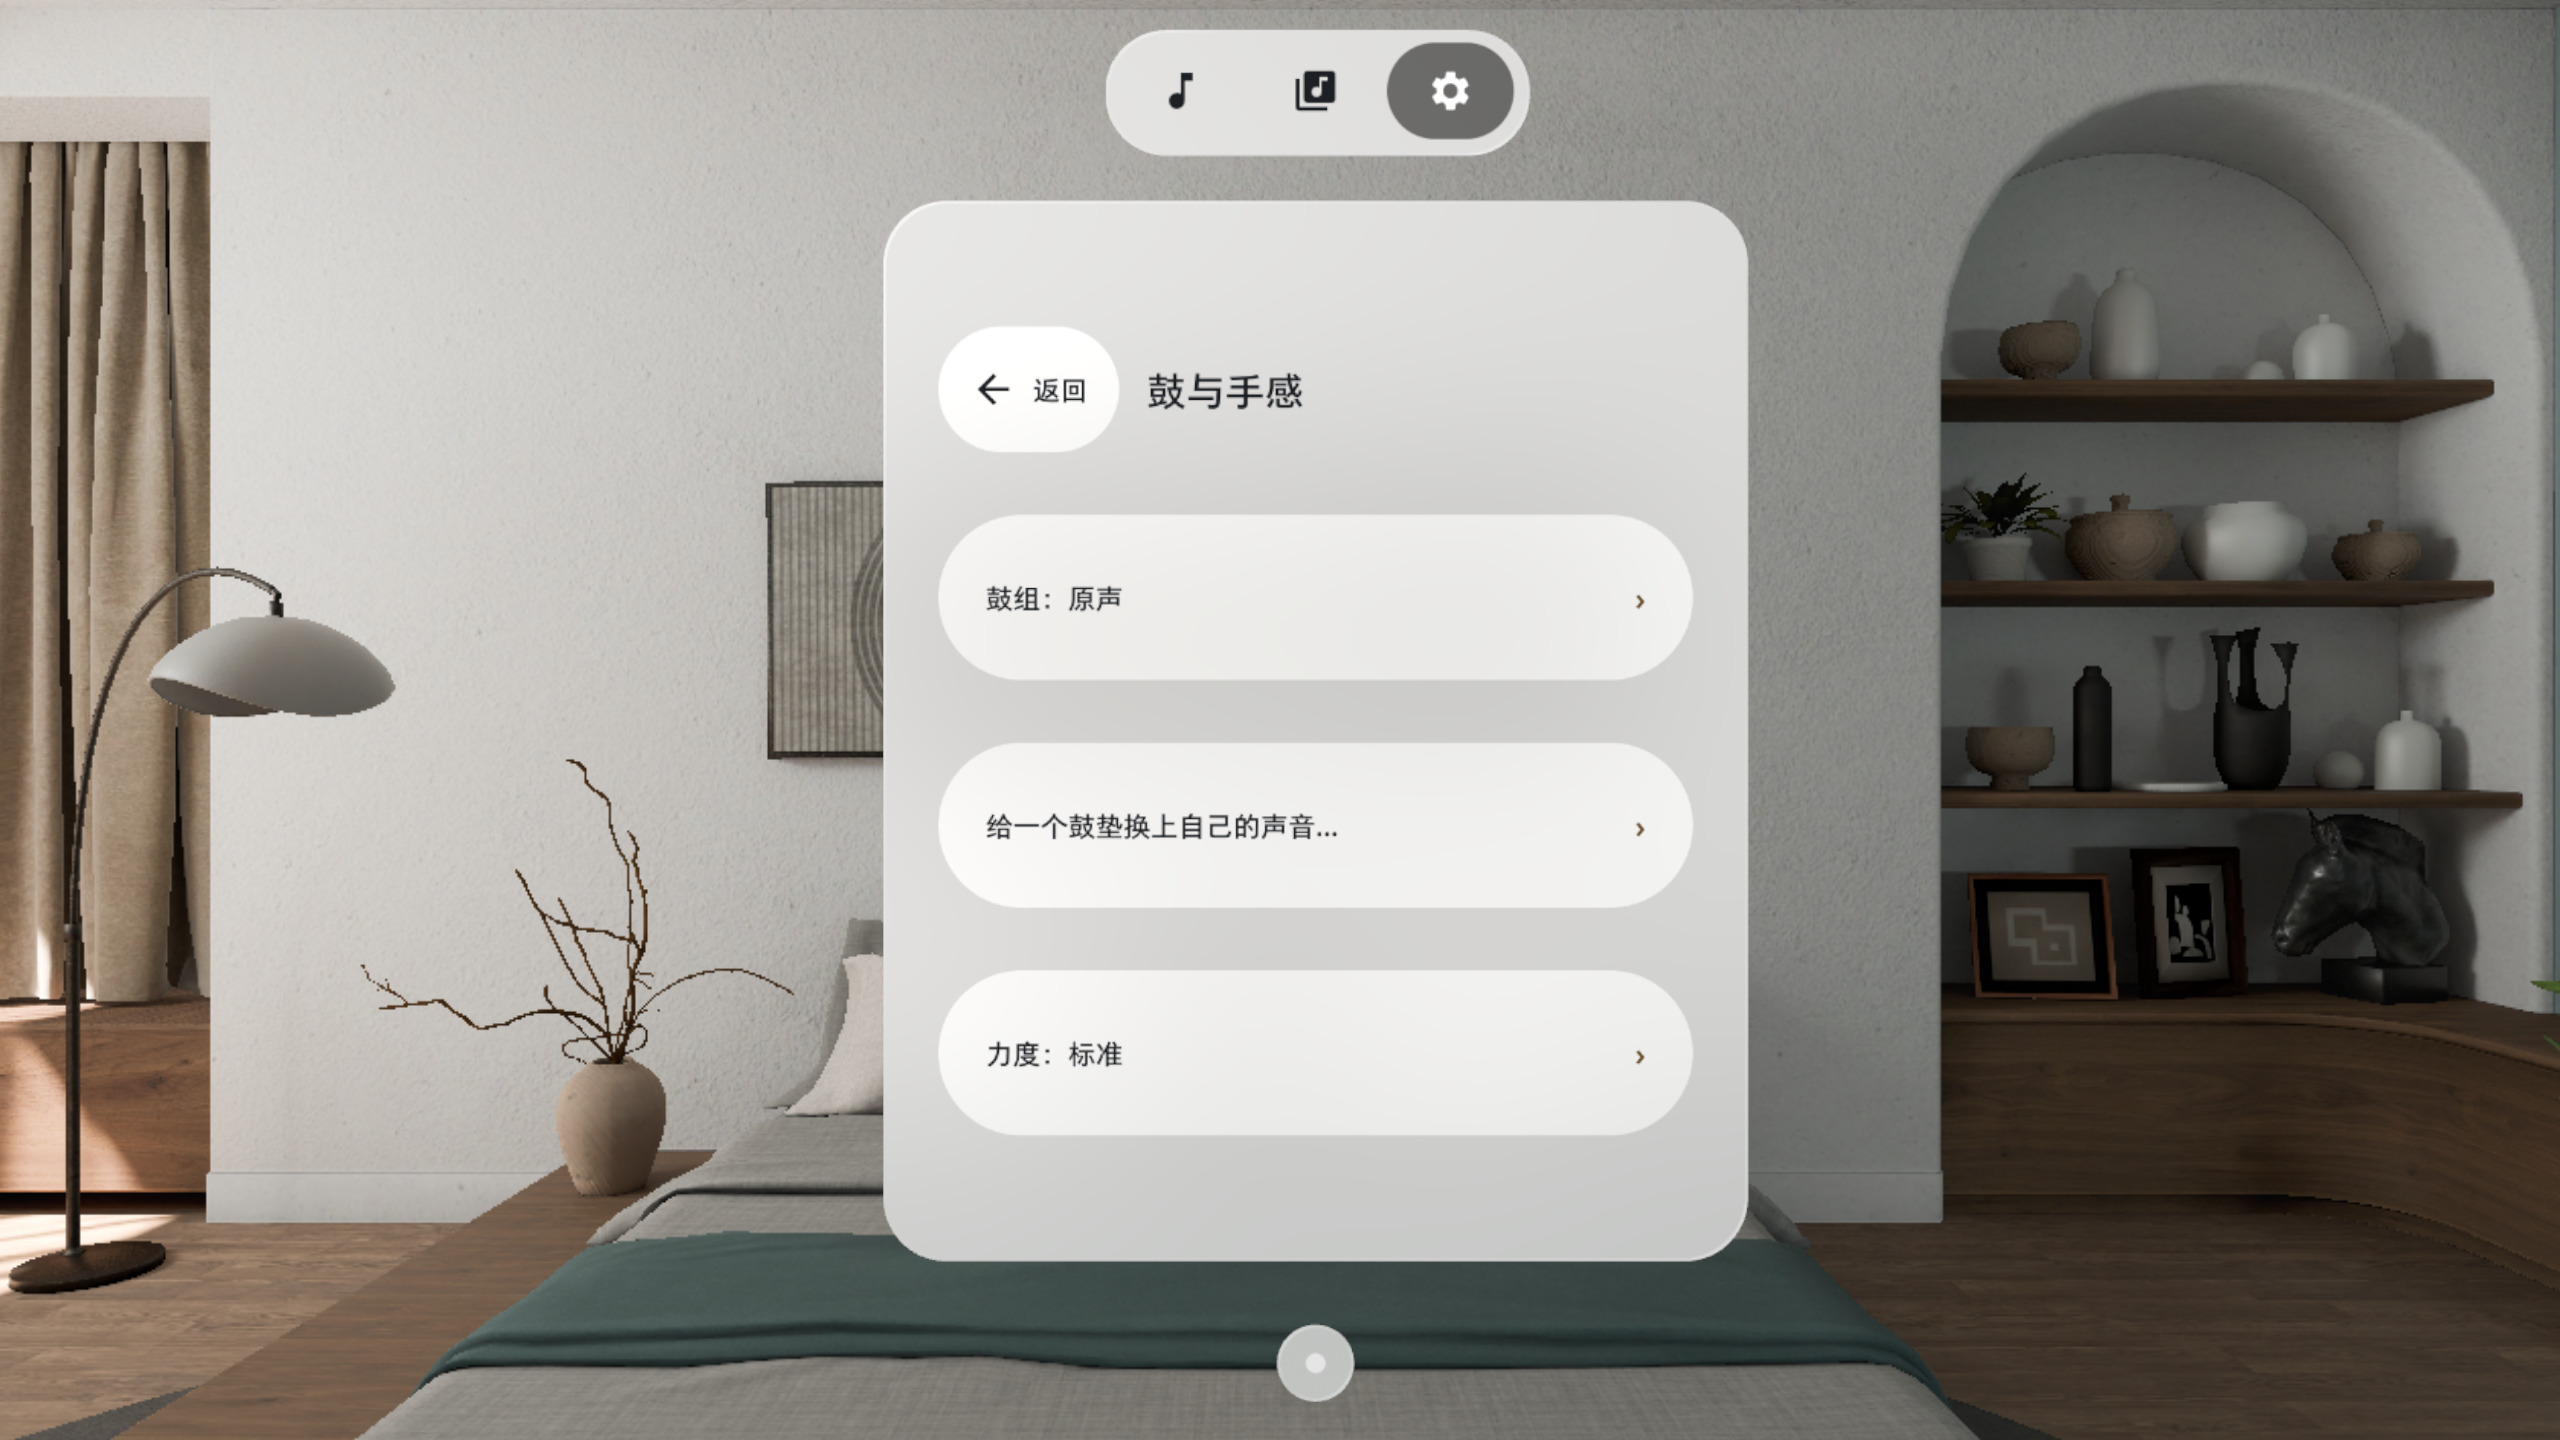 返回
鼓与手感
鼓组：原声
给一个鼓垫换上自己的声音...
力度：标准